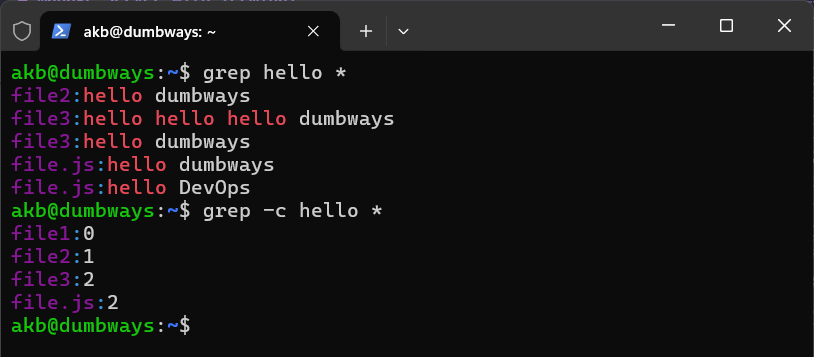 akb@dumbways: ~
akb@dumbways:~$ grep hello *
file2:hello dumbways
file3:hello hello hello dumbways
file3:hello dumbways
file.js:hello dumbways
file.js:hello DevOps
akb@dumbways:~$ grep -c hello *
file1:0
file2:1
file3:2
file.js:2
akb@dumbways:~$